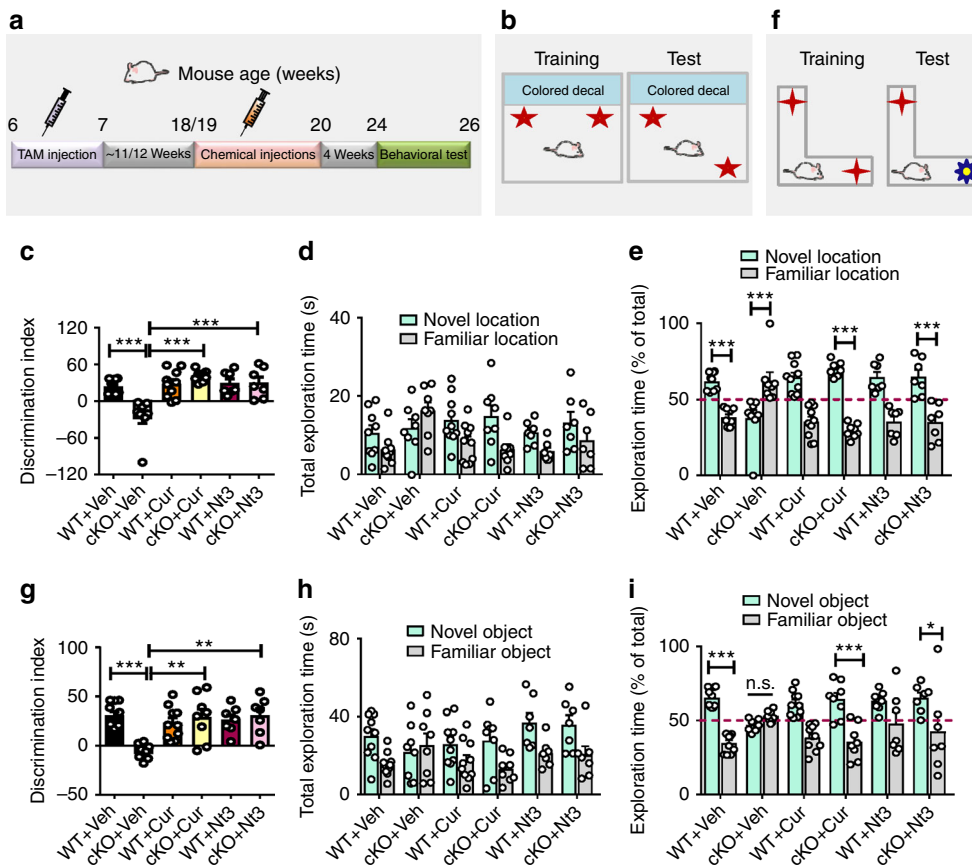 a
Mouse age (weeks)
6 7 18/19 20 24 26
TAM injection ~11/12 Weeks Chemical injections 4 Weeks Behavioral test
b
Training Test
Colored decal Colored decal
f
Training Test
c
Discrimination index
120
60
0
−60
−120
*** *** ***
WT+Veh
cKO+Veh
WT+Cur
cKO+Cur
WT+Nt3
cKO+Nt3
d
Total exploration time (s)
40
20
0
Novel location
Familiar location
WT+Veh
cKO+Veh
WT+Cur
cKO+Cur
WT+Nt3
cKO+Nt3
e
Novel location
Familiar location
Exploration time (% of total)
100
50
0
*** *** *** ***
WT+Veh
cKO+Veh
WT+Cur
cKO+Cur
WT+Nt3
cKO+Nt3
g
Discrimination index
100
50
0
−50
*** ** **
WT+Veh
cKO+Veh
WT+Cur
cKO+Cur
WT+Nt3
cKO+Nt3
h
Total exploration time (s)
80
40
0
Novel object
Familiar object
WT+Veh
cKO+Veh
WT+Cur
cKO+Cur
WT+Nt3
cKO+Nt3
i
Novel object
Familiar object
Exploration time (% of total)
100
50
0
*** n.s. *** *
WT+Veh
cKO+Veh
WT+Cur
cKO+Cur
WT+Nt3
cKO+Nt3